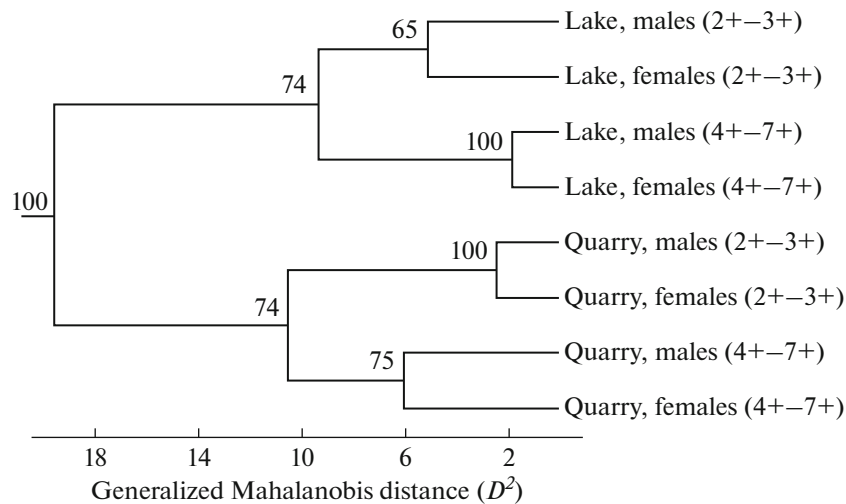 65
Lake, males (2+–3+)
74
Lake, females (2+–3+)
100
Lake, males (4+–7+)
Lake, females (4+–7+)
100
100
Quarry, males (2+–3+)
74
Quarry, females (2+–3+)
75
Quarry, males (4+–7+)
Quarry, females (4+–7+)
18 14 10 6 2
Generalized Mahalanobis distance (D²)